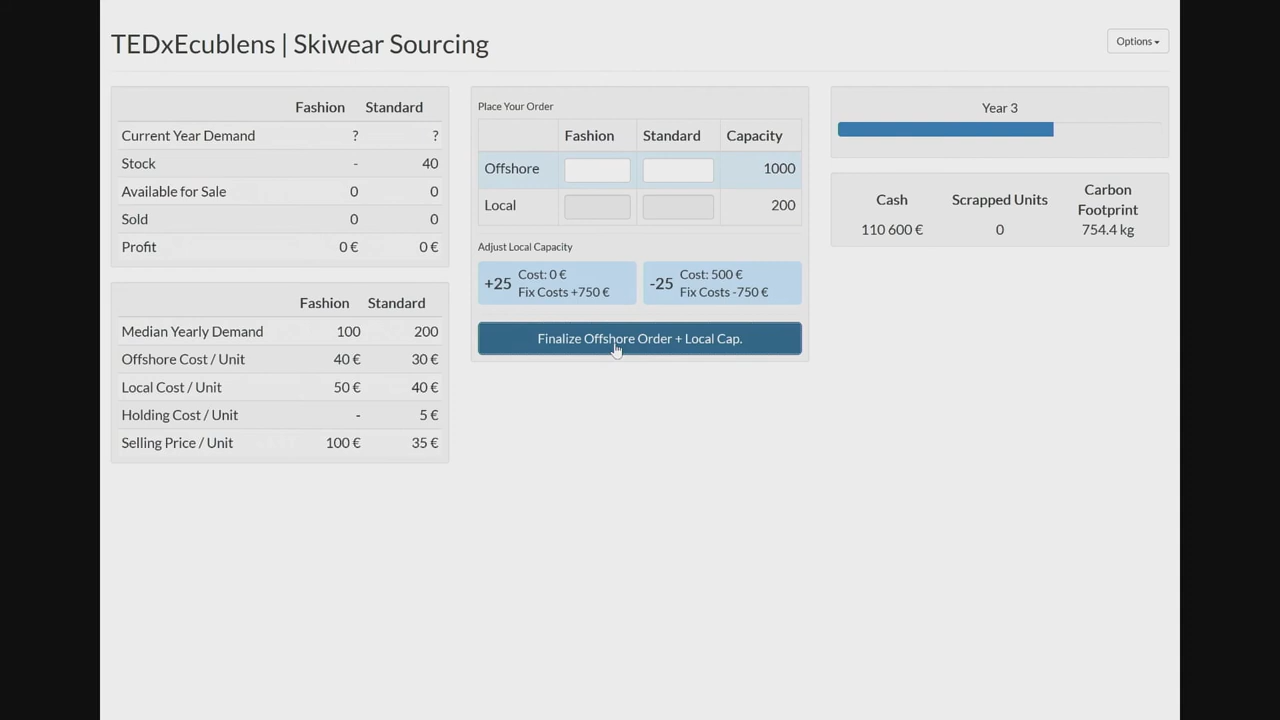 TEDxEcublens | Skiwear Sourcing
Options
Fashion Standard
Current Year Demand ? ?
Stock - 40
Available for Sale 0 0
Sold 0 0
Profit 0 € 0 €
Fashion Standard
Median Yearly Demand 100 200
Offshore Cost / Unit 40 € 30 €
Local Cost / Unit 50 € 40 €
Holding Cost / Unit - 5 €
Selling Price / Unit 100 € 35 €
Place Your Order
Fashion Standard Capacity
Offshore 1000
Local 200
Adjust Local Capacity
+25 Cost: 0 €
Fix Costs +750 €
-25 Cost: 500 €
Fix Costs -750 €
Finalize Offshore Order + Local Cap.
Year 3
Cash Scrapped Units Carbon
Footprint
110 600 € 0 754.4 kg